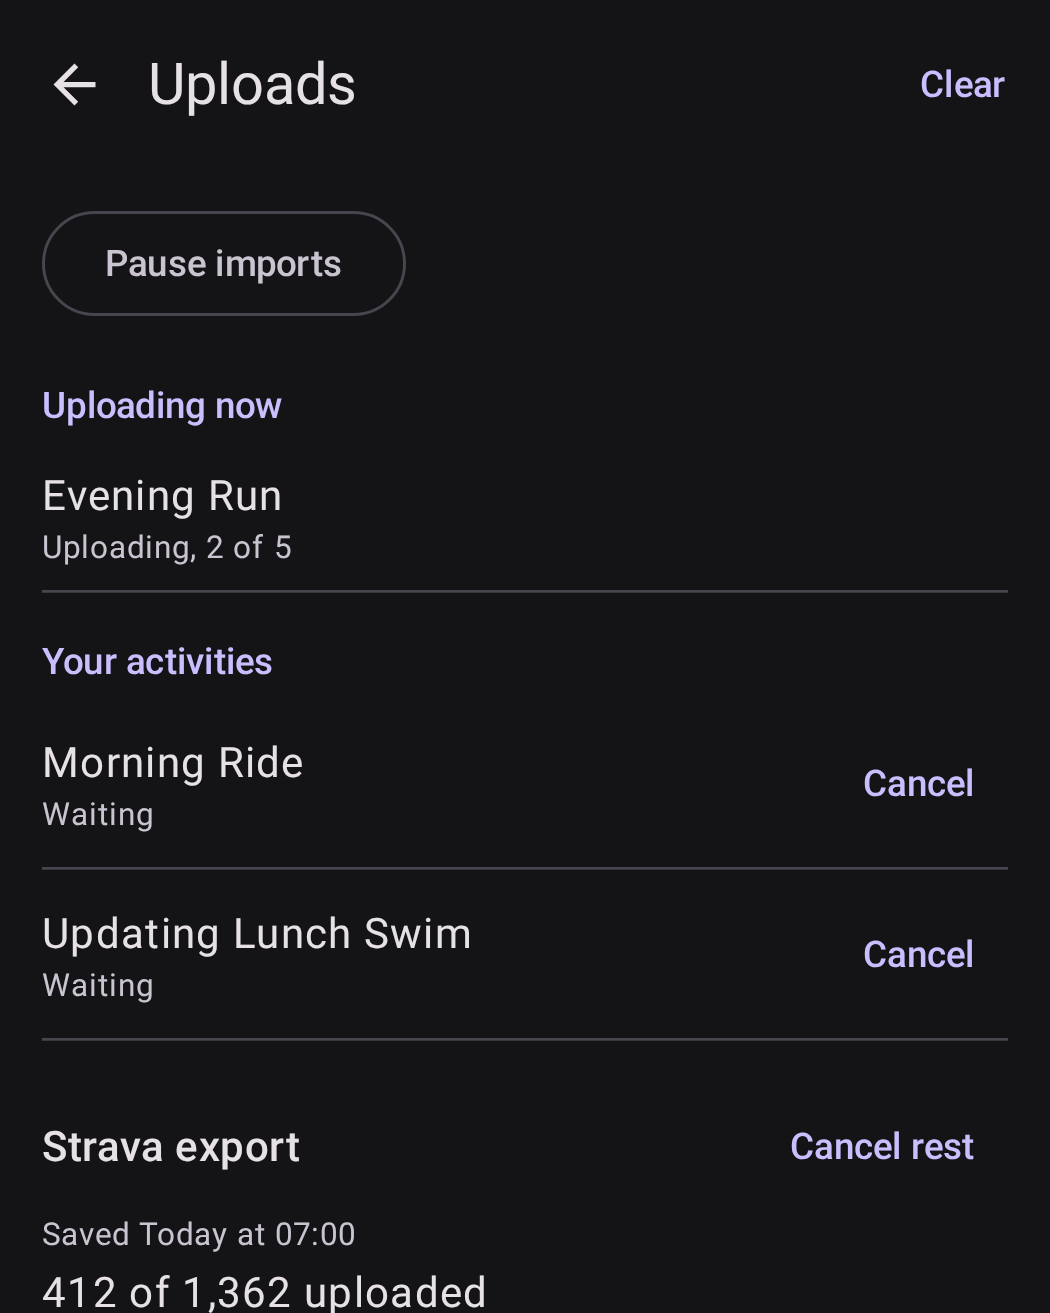 Uploads
Clear
Pause imports
Uploading now
Evening Run
Uploading, 2 of 5
Your activities
Morning Ride
Waiting
Cancel
Updating Lunch Swim
Waiting
Cancel
Strava export
Cancel rest
Saved Today at 07:00
412 of 1,362 uploaded